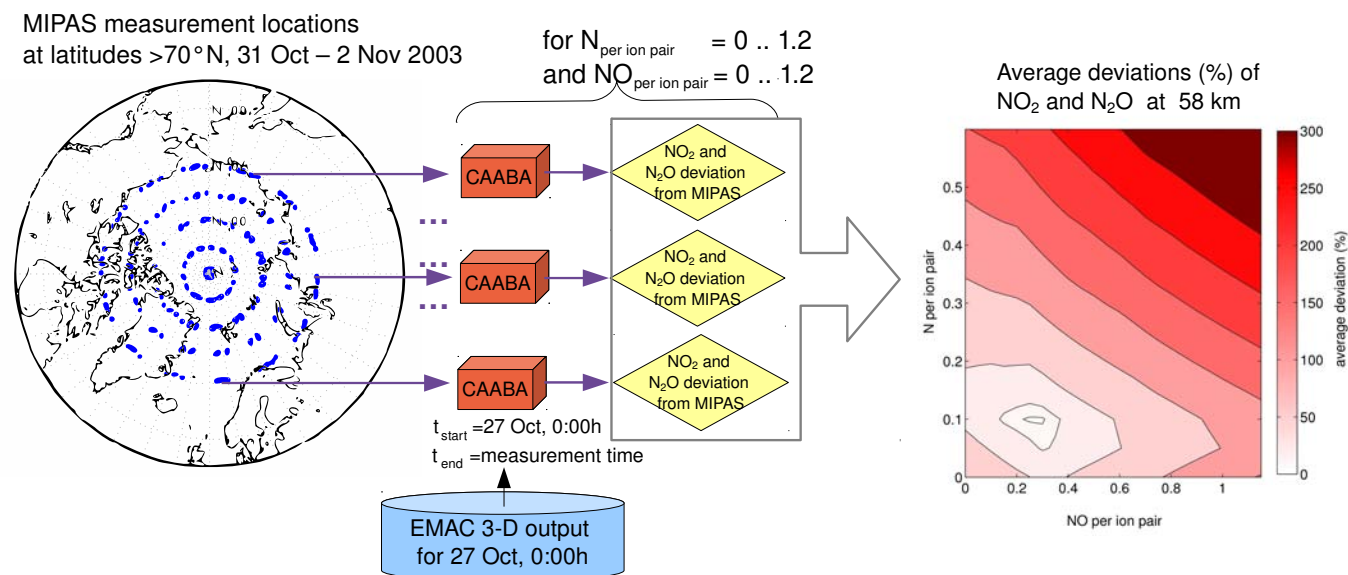 MIPAS measurement locations
at latitudes >70°N, 31 Oct – 2 Nov 2003
for N per ion pair = 0 .. 1.2
and NO per ion pair = 0 .. 1.2
Average deviations (%) of
NO₂ and N₂O at 58 km
N
N
N
CAABA
NO₂ and
N₂O deviation
from MIPAS
...
...
CAABA
NO₂ and
N₂O deviation
from MIPAS
...
CAABA
NO₂ and
N₂O deviation
from MIPAS
t start =27 Oct, 0:00h
t end =measurement time
EMAC 3-D output
for 27 Oct, 0:00h
N per ion pair
0.5
0.4
0.3
0.2
0.1
0
0
0.2
0.4
0.6
0.8
1
NO per ion pair
300
250
200
150
100
50
0
average deviation (%)